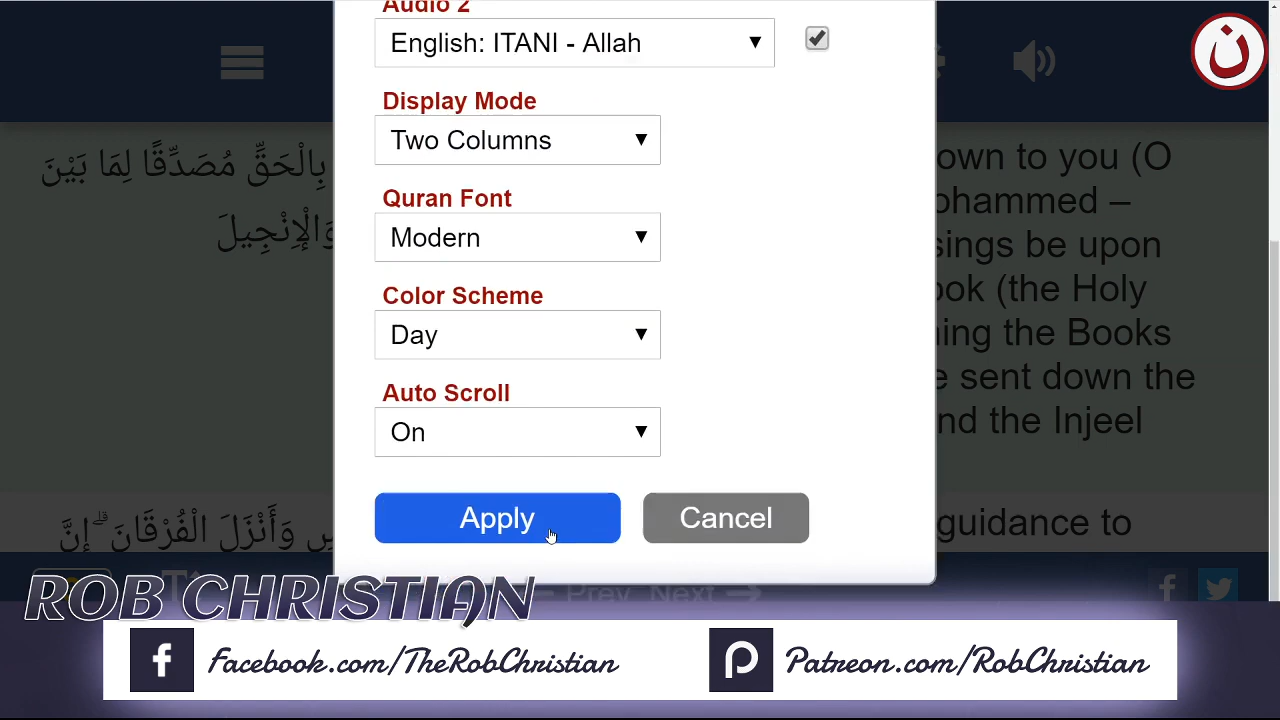 Audio 2
English: ITANI - Allah
Display Mode
Two Columns
Quran Font
Modern
Color Scheme
Day
Auto Scroll
On
Apply
Cancel
بِالْحَقِّ مُصَدِّقًا لِمَا بَيْنَ
وَالْإِنْجِيلَ
وَأَنْزَلَ الْفُرْقَانَ ۗ إِنَّ
own to you (O
ohammed –
sings be upon
ook (the Holy
ning the Books
e sent down the
nd the Injeel
guidance to
ن
← Prev Next →
ROB CHRISTIAN
Facebook.com/TheRobChristian
Patreon.com/RobChristian